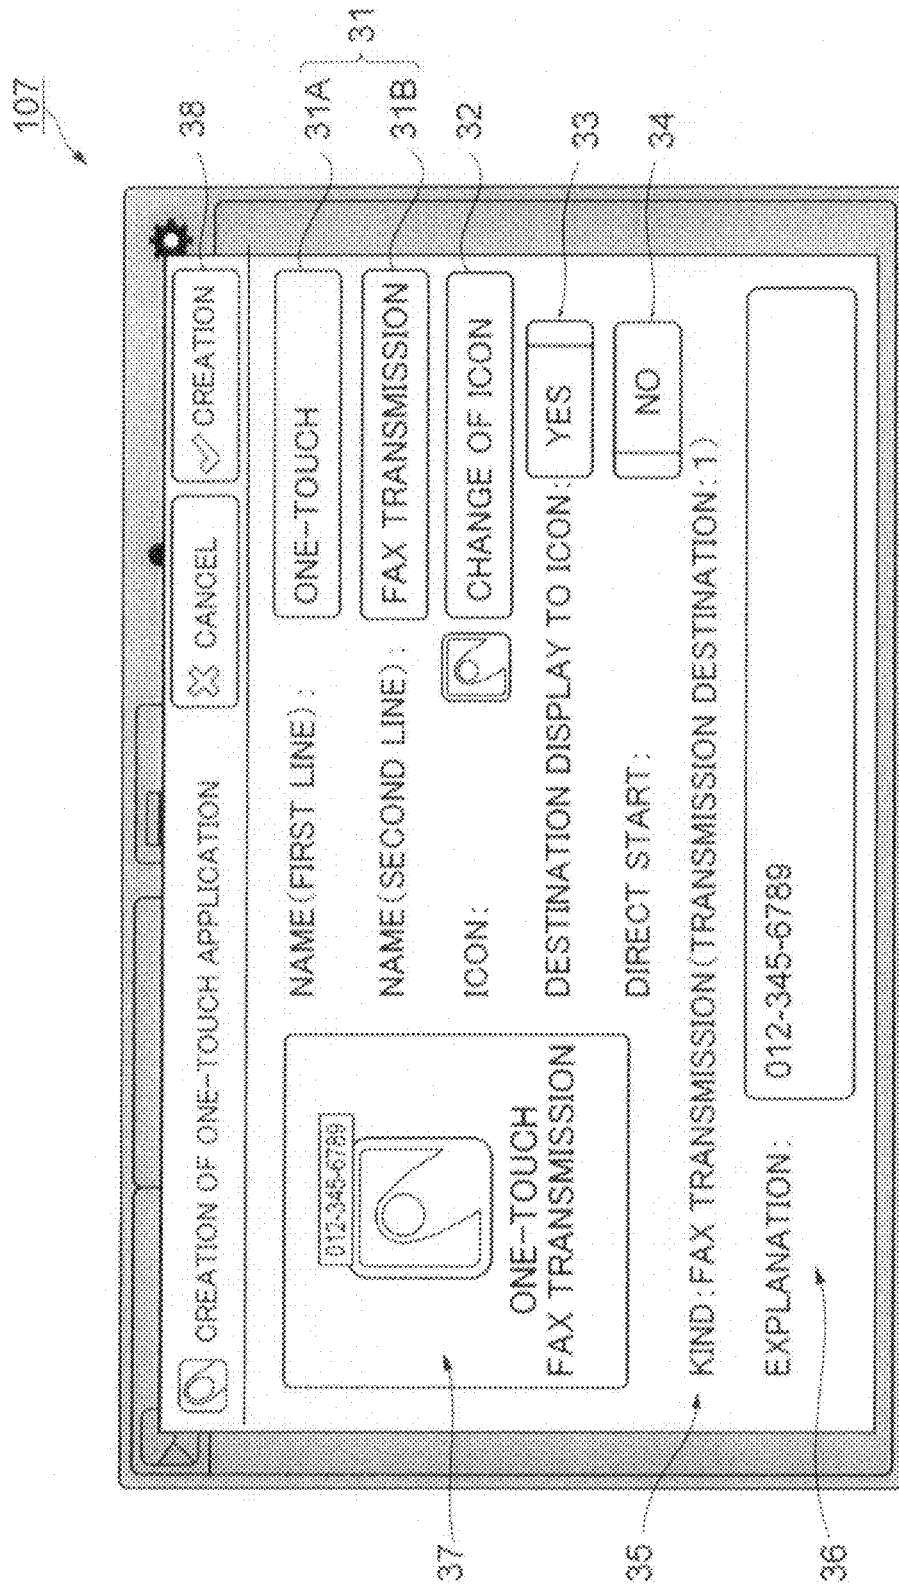 107
CREATION OF ONE-TOUCH APPLICATION
CANCEL
CREATION
38
NAME(FIRST LINE):
ONE-TOUCH
31A
31
NAME(SECOND LINE):
FAX TRANSMISSION
31B
ICON:
CHANGE OF ICON
32
DESTINATION DISPLAY TO ICON:
YES
33
DIRECT START:
NO
34
012-345-6789
ONE-TOUCH
FAX TRANSMISSION
37
KIND:FAX TRANSMISSION(TRANSMISSION DESTINATION:1)
35
EXPLANATION:
012-345-6789
36